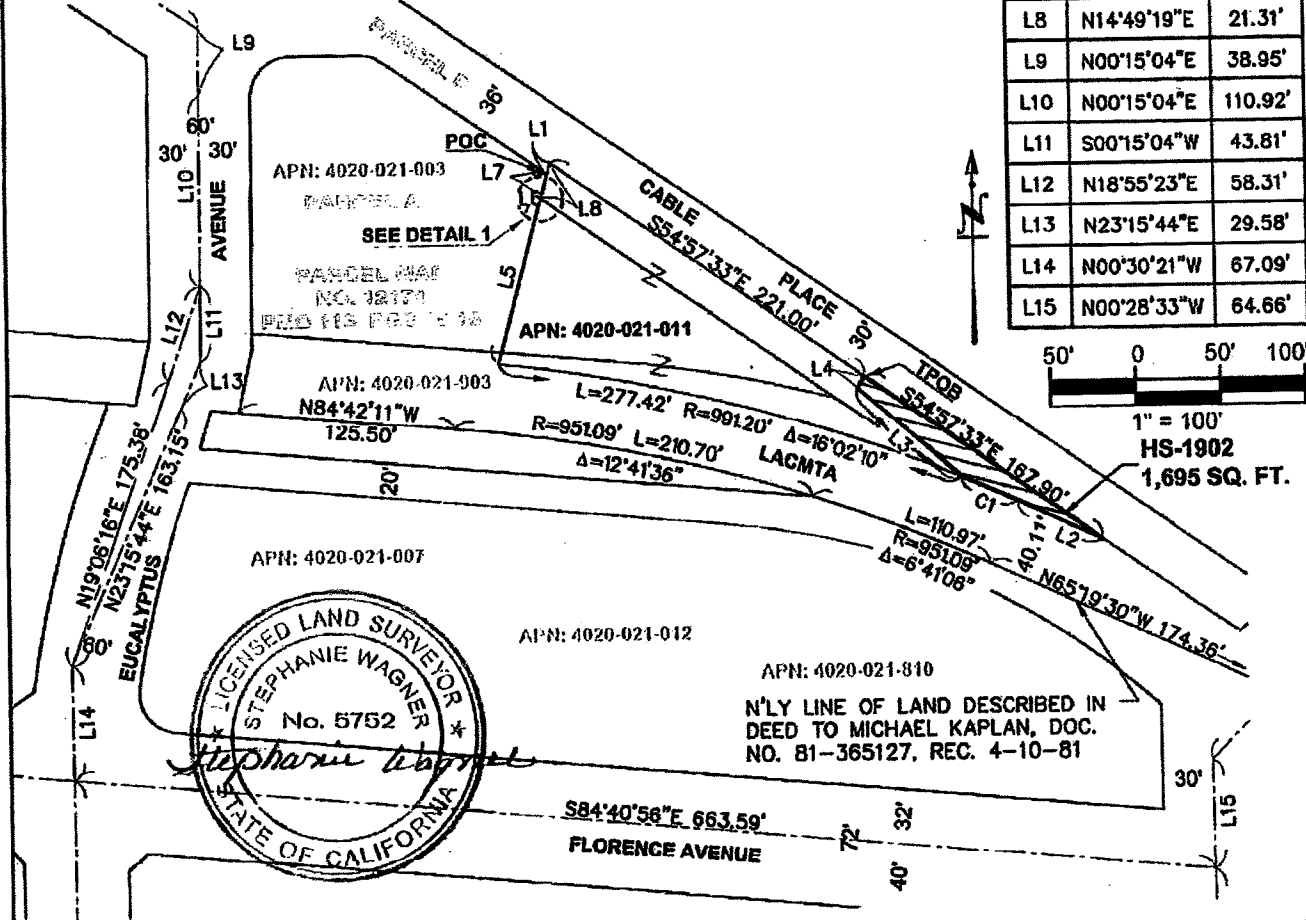 L8 N14°49'19"E 21.31'
L9 N00°15'04"E 38.95'
L10 N00°15'04"E 110.92'
L11 S00°15'04"W 43.81'
L12 N18°55'23"E 58.31'
L13 N23°15'44"E 29.58'
L14 N00°30'21"W 67.09'
L15 N00°28'33"W 64.66'
50' 0 50' 100'
1" = 100'
HS-1902
1,695 SQ. FT.
L9
36'
L1
POC
L7
L8
L6
60'
30' 30'
L10
AVENUE
APN: 4020-021-003
PARCEL A
SEE DETAIL 1
PARCEL MAP
L5
CABLE PLACE
S54°57'33"E 221.00'
30'
APN: 4020-021-011
L12
L11
L13
L4
TPOB
S54°57'33"E 167.90'
APN: 4020-021-903
N84°42'11"W
125.50'
L=277.42' R=991.20' Δ=16°02'10"
R=951.09' L=210.70'
Δ=12°41'36"
LACMTA
L3
C1
L2
40.11'
20'
L=110.97'
R=951.09'
Δ=6°41'06"
N65°19'30"W 174.36'
N19°06'16"E 175.38'
N23°15'44"E 163.15'
EUCALYPTUS
60'
APN: 4020-021-007
APN: 4020-021-012
APN: 4020-021-810
N'LY LINE OF LAND DESCRIBED IN
DEED TO MICHAEL KAPLAN, DOC.
NO. 81-365127, REC. 4-10-81
LICENSED LAND SURVEYOR
STEPHANIE WAGNER
No. 5752
Stephanie Wagner
STATE OF CALIFORNIA
L14
S84°40'56"E 663.59'
FLORENCE AVENUE
72'
32'
40'
30'
L15